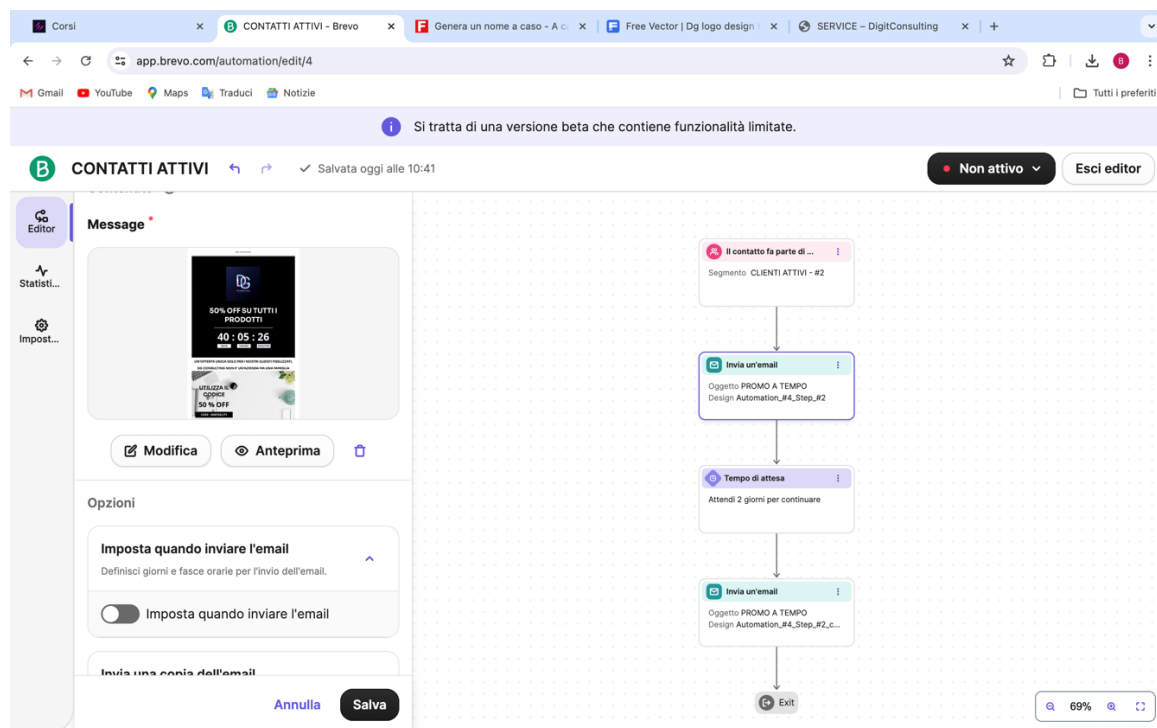 Corsi
CONTATTI ATTIVI - Brevo
Genera un nome a caso - A c
Free Vector | Dg logo design
SERVICE – DigitConsulting
app.brevo.com/automation/edit/4
B
Gmail
YouTube
Maps
Traduci
Notizie
Tutti i preferiti
Si tratta di una versione beta che contiene funzionalità limitate.
B
CONTATTI ATTIVI
Salvata oggi alle 10:41
Non attivo
Esci editor
Editor
Statisti...
Impost...
Message *
DG
50% OFF SU TUTTI I
PRODOTTI
40 : 05 : 26
UTILIZZA IL
CODICE
50 % OFF
Modifica
Anteprima
Opzioni
Imposta quando inviare l'email
Definisci giorni e fasce orarie per l'invio dell'email.
Imposta quando inviare l'email
Invia una copia dell'email
Annulla
Salva
Il contatto fa parte di ...
Segmento CLIENTI ATTIVI - #2
Invia un'email
Oggetto PROMO A TEMPO
Design Automation_#4_Step_#2
Tempo di attesa
Attendi 2 giorni per continuare
Invia un'email
Oggetto PROMO A TEMPO
Design Automation_#4_Step_#2_c...
Exit
69%